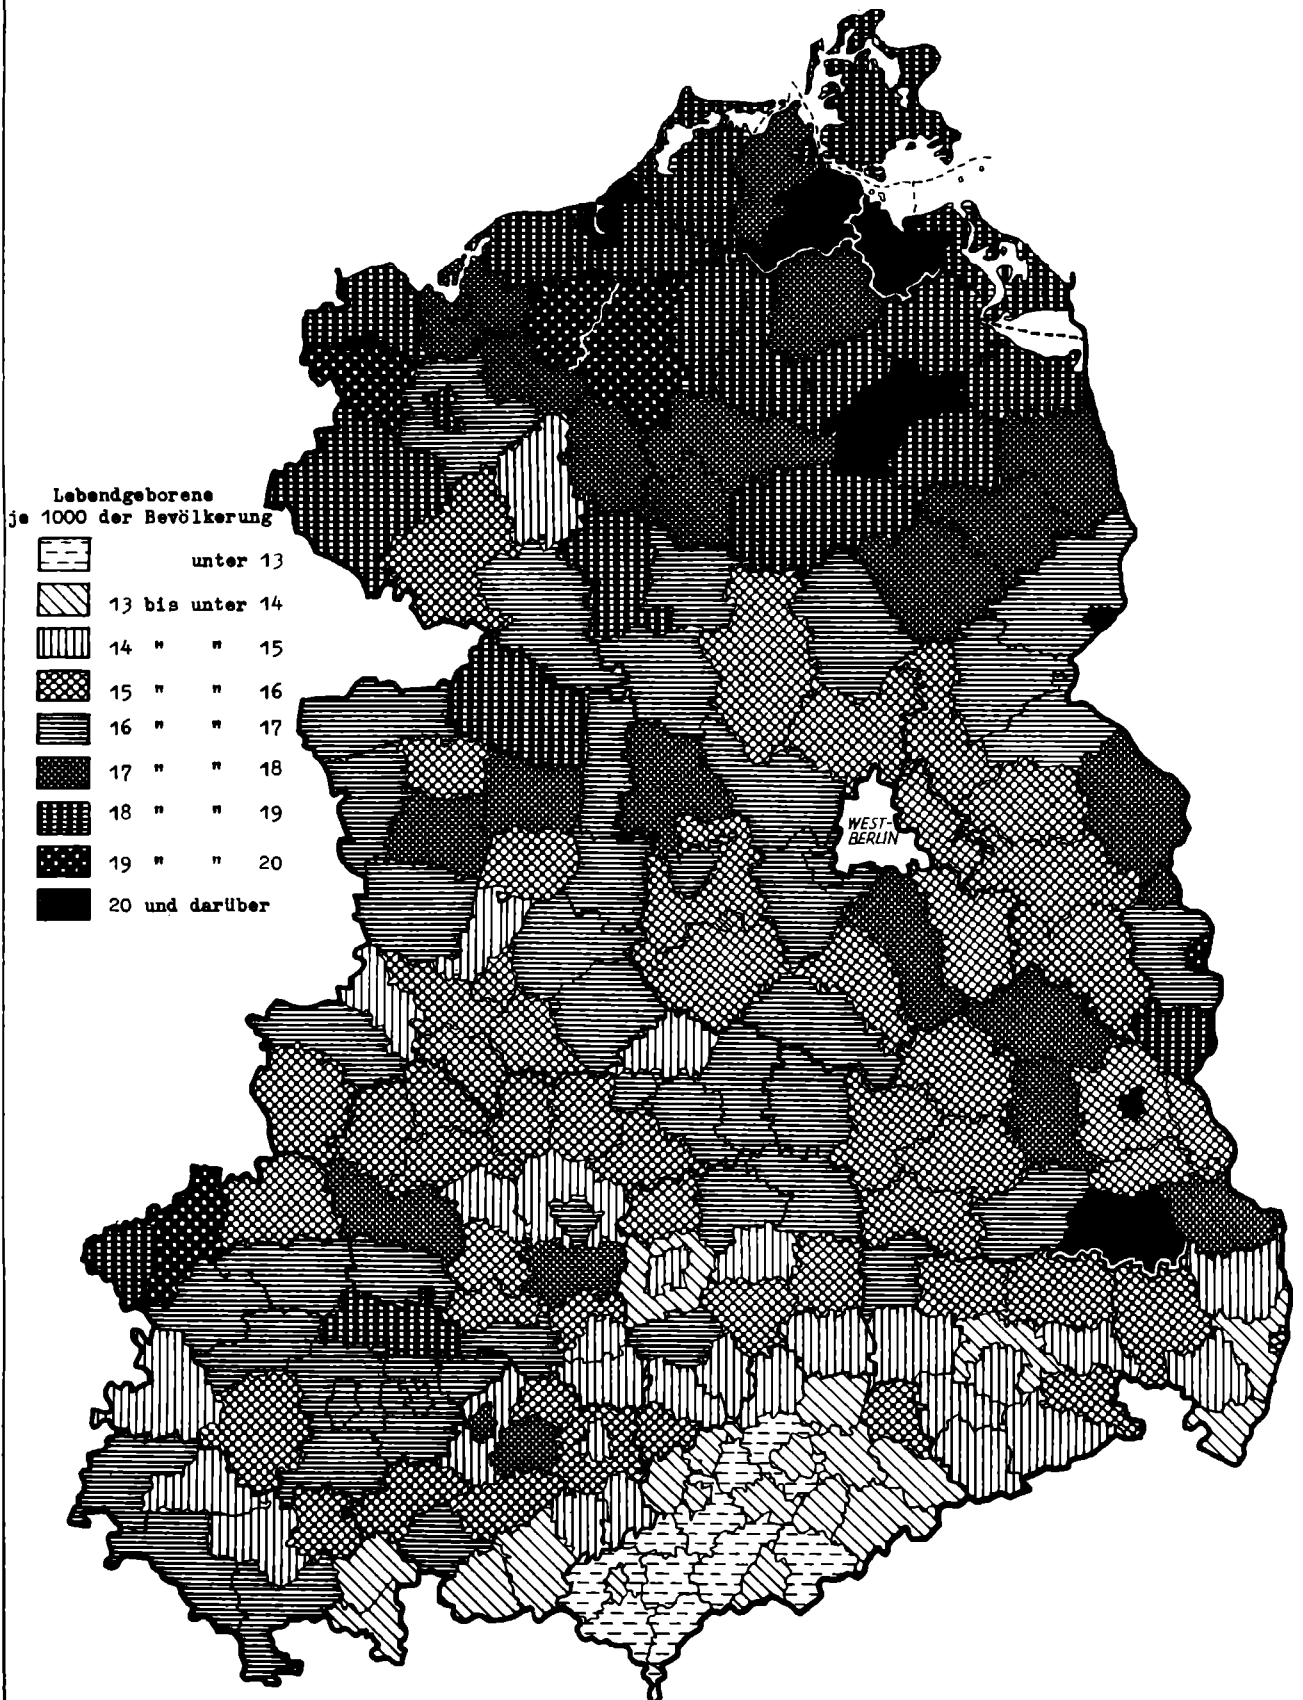 Lebendgeborene
je 1000 der Bevölkerung
unter 13
13 bis unter 14
14 " " 15
15 " " 16
16 " " 17
17 " " 18
18 " " 19
19 " " 20
20 und darüber
WEST-
BERLIN